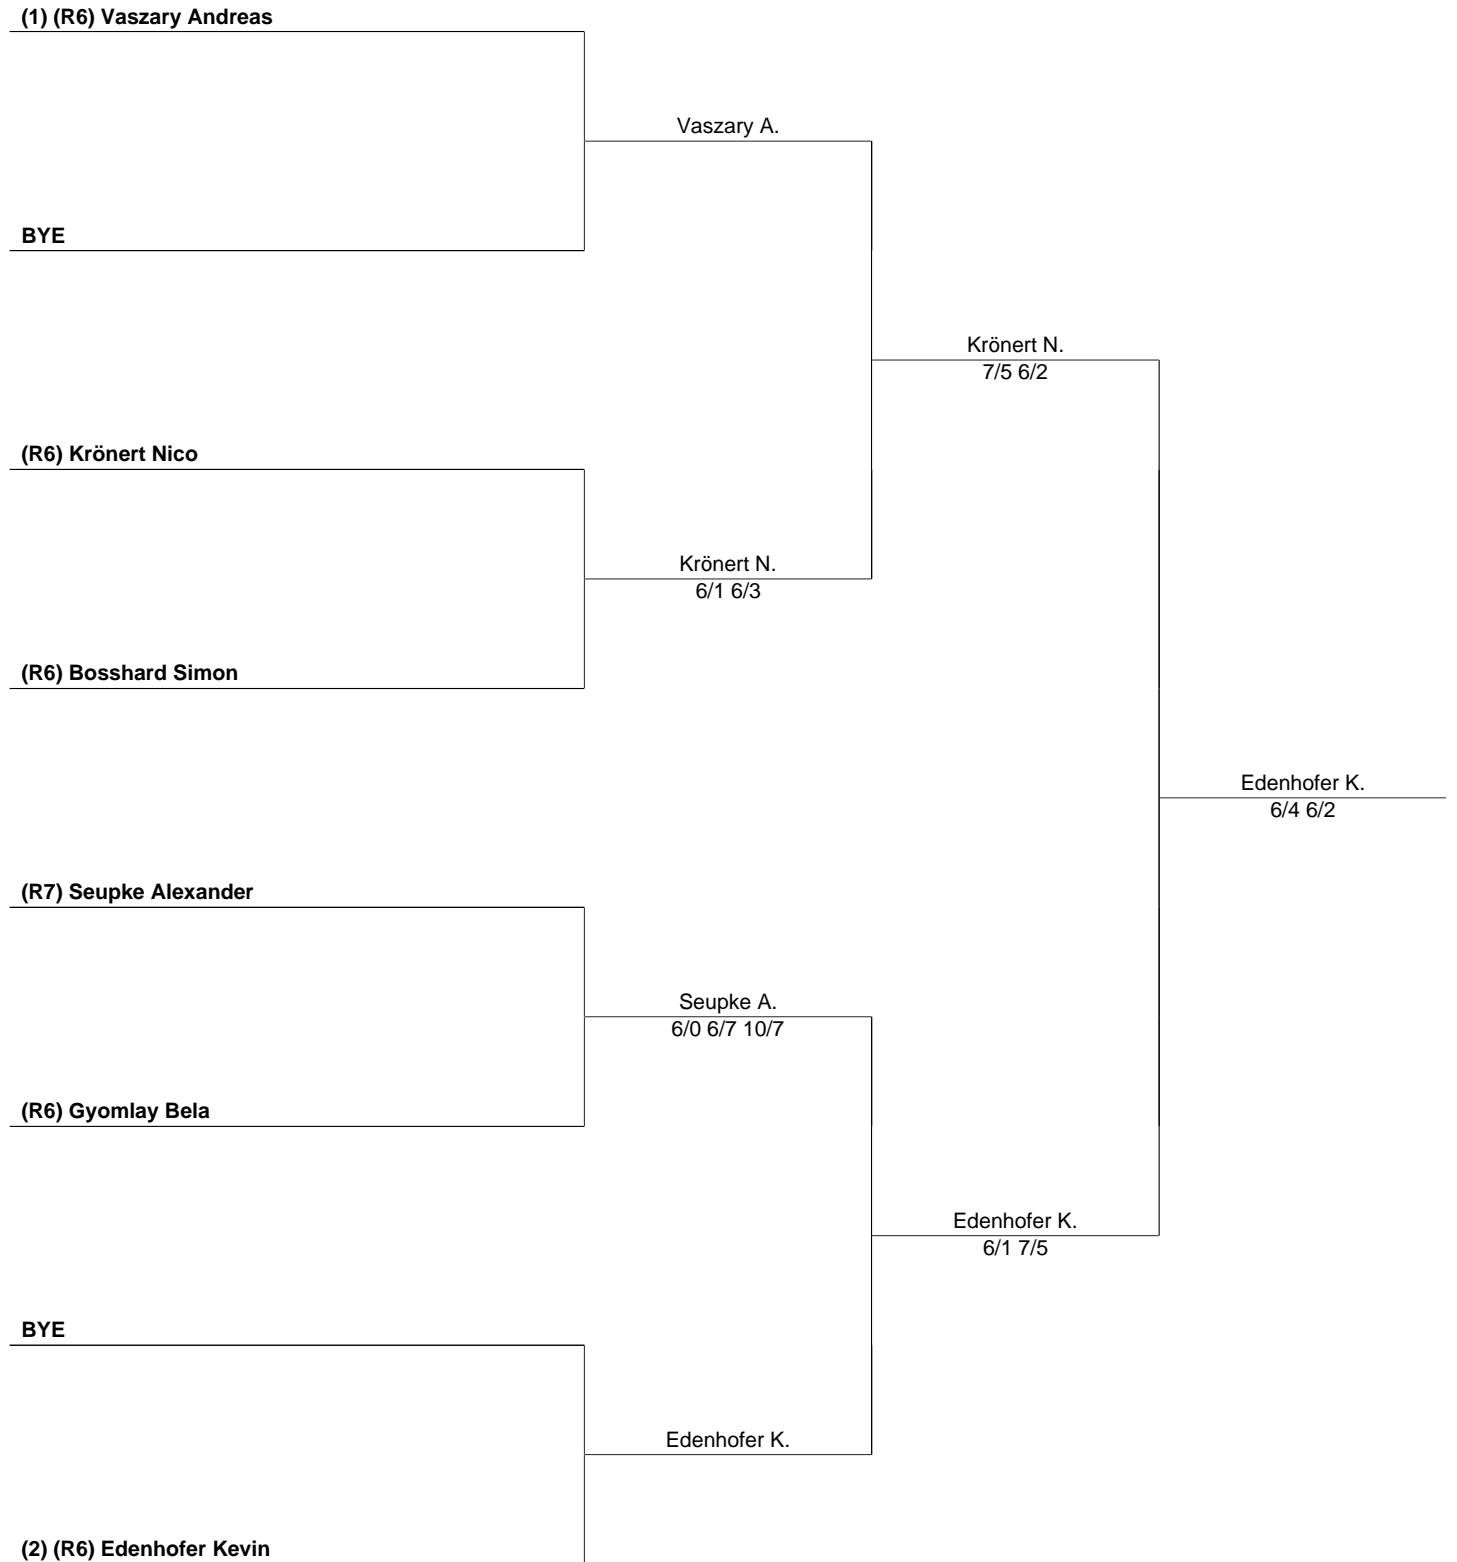 (1) (R6) Vaszary Andreas
Vaszary A.
BYE
Krönert N.
7/5 6/2
(R6) Krönert Nico
Krönert N.
6/1 6/3
(R6) Bosshard Simon
Edenhofer K.
6/4 6/2
(R7) Seupke Alexander
Seupke A.
6/0 6/7 10/7
(R6) Gyomlay Bela
Edenhofer K.
6/1 7/5
BYE
Edenhofer K.
(2) (R6) Edenhofer Kevin